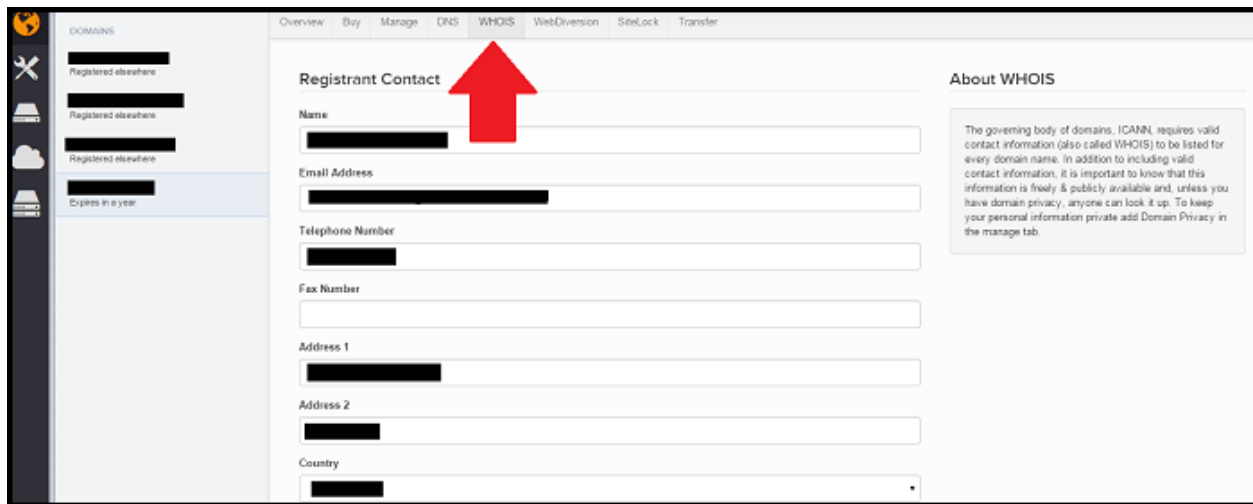 DOMAINS
Registered elsewhere
Registered elsewhere
Registered elsewhere
Expires in a year
Overview Buy Manage DNS WHOIS WebDiversion SiteLock Transfer
Registrant Contact
Name
Email Address
Telephone Number
Fax Number
Address 1
Address 2
Country
About WHOIS
The governing body of domains, ICANN, requires valid
contact information (also called WHOIS) to be listed for
every domain name. In addition to including valid
contact information, it is important to know that this
information is freely & publicly available and, unless you
have domain privacy, anyone can look it up. To keep
your personal information private add Domain Privacy in
the manage tab.